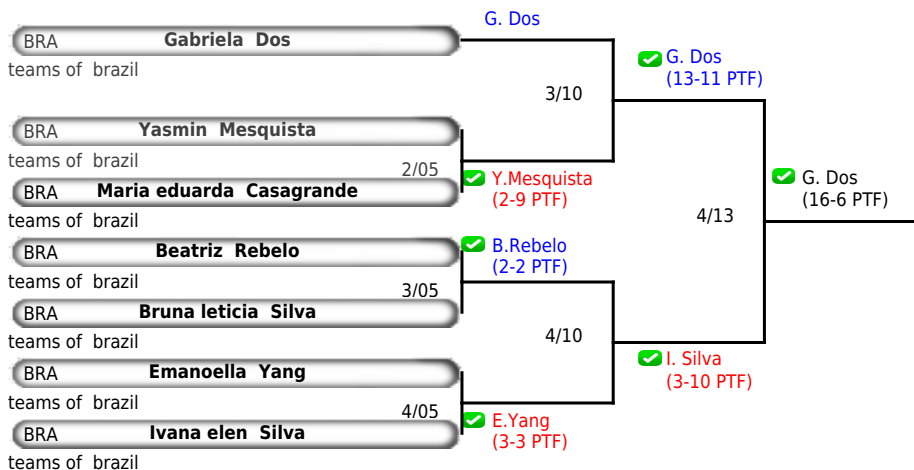 G. Dos
BRA Gabriela Dos
teams of brazil
G. Dos
(13-11 PTF)
3/10
BRA Yasmin Mesquista
teams of brazil
2/05
Y.Mesquista
(2-9 PTF)
BRA Maria eduarda Casagrande
teams of brazil
G. Dos
(16-6 PTF)
4/13
BRA Beatriz Rebelo
teams of brazil
B.Rebelo
(2-2 PTF)
3/05
BRA Bruna leticia Silva
teams of brazil
4/10
I. Silva
(3-10 PTF)
BRA Emanoella Yang
teams of brazil
4/05
E.Yang
(3-3 PTF)
BRA Ivana elen Silva
teams of brazil